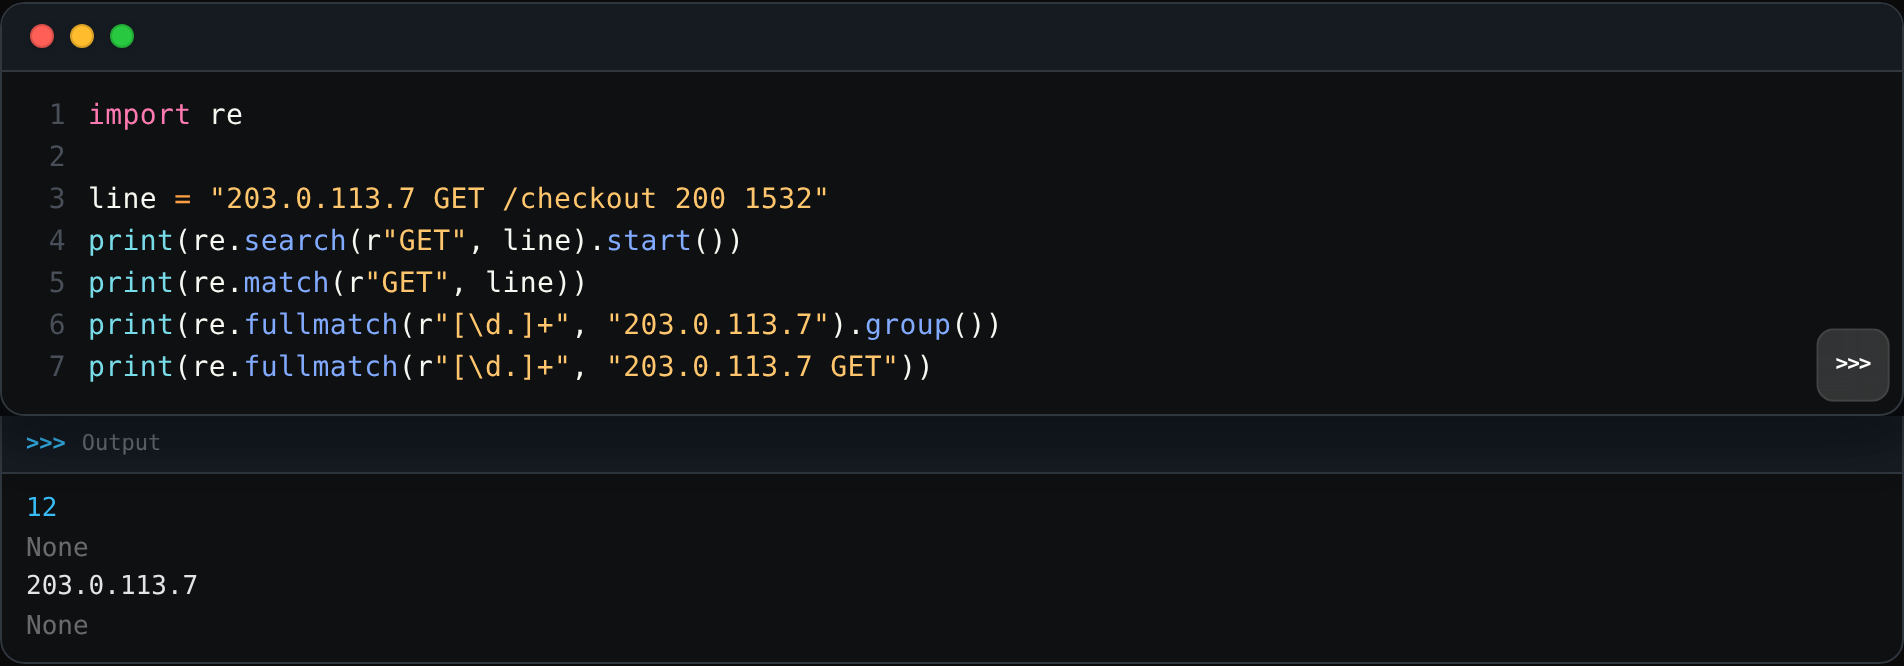 1 import re
2
3 line = "203.0.113.7 GET /checkout 200 1532"
4 print(re.search(r"GET", line).start())
5 print(re.match(r"GET", line))
6 print(re.fullmatch(r"[\d.]+", "203.0.113.7").group())
7 print(re.fullmatch(r"[\d.]+", "203.0.113.7 GET"))
>>>
>>> Output
12
None
203.0.113.7
None